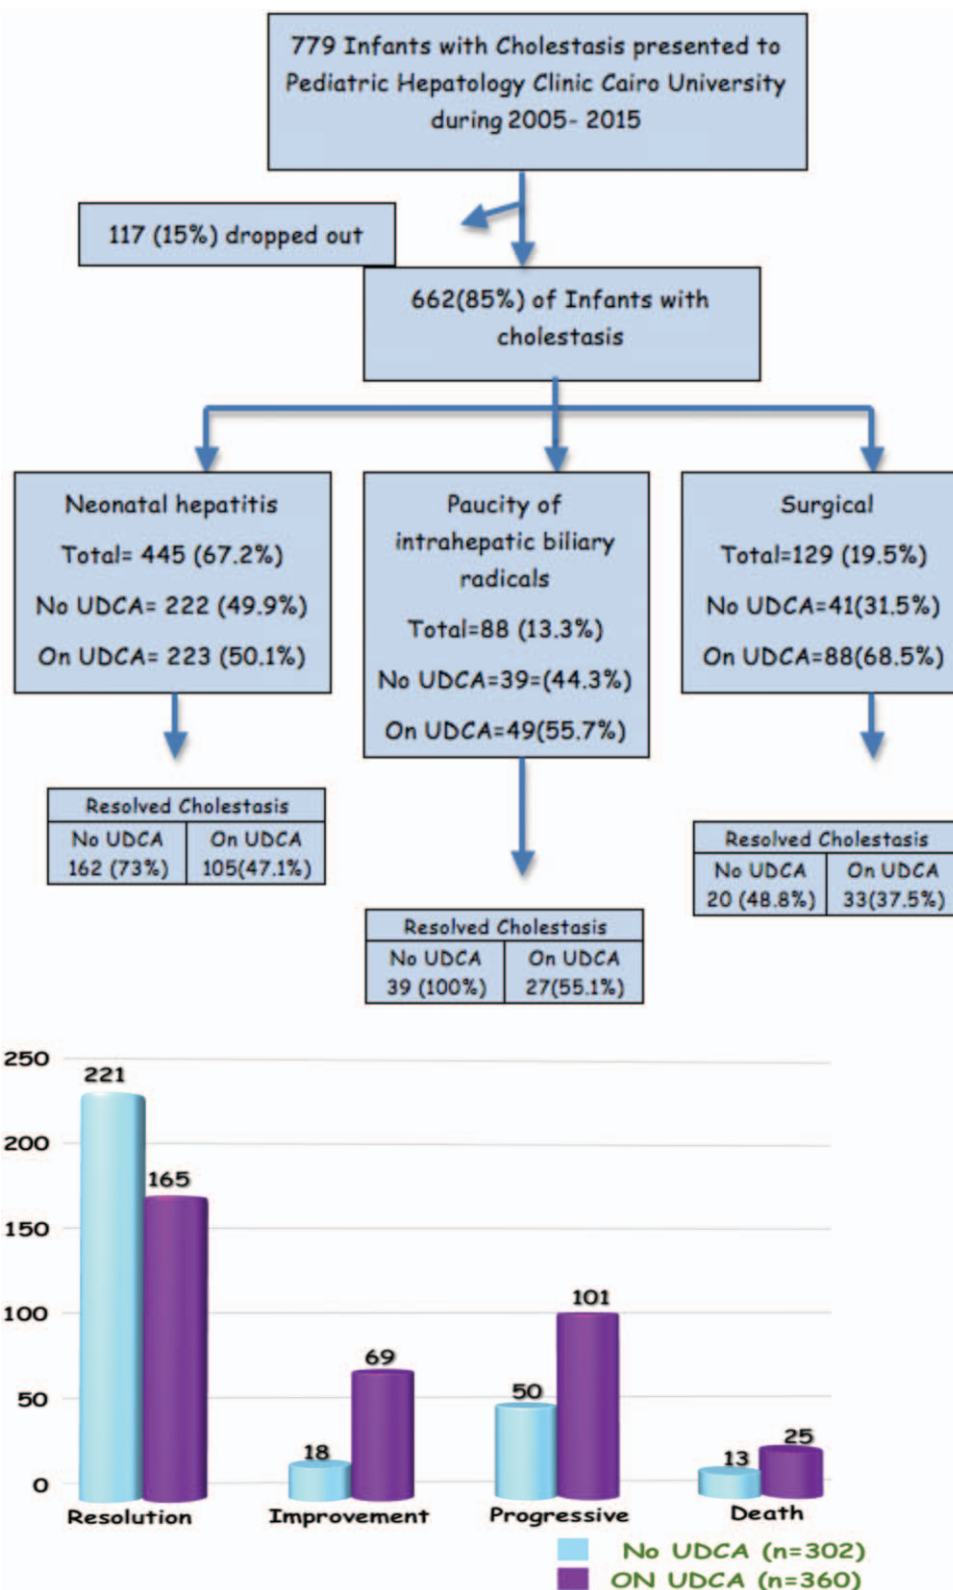 779 Infants with Cholestasis presented to
Pediatric Hepatology Clinic Cairo University
during 2005- 2015
117 (15%) dropped out
662(85%) of Infants with
cholestasis
Neonatal hepatitis
Total= 445 (67.2%)
No UDCA= 222 (49.9%)
On UDCA= 223 (50.1%)
Paucity of
intrahepatic biliary
radicals
Total=88 (13.3%)
No UDCA=39=(44.3%)
On UDCA=49(55.7%)
Surgical
Total=129 (19.5%)
No UDCA=41(31.5%)
On UDCA=88(68.5%)
Resolved Cholestasis
No UDCA On UDCA
162 (73%) 105(47.1%)
Resolved Cholestasis
No UDCA On UDCA
39 (100%) 27(55.1%)
Resolved Cholestasis
No UDCA On UDCA
20 (48.8%) 33(37.5%)
250
200
150
100
50
0
221
165
18
69
50
101
13
25
Resolution Improvement Progressive Death
No UDCA (n=302)
ON UDCA (n=360)